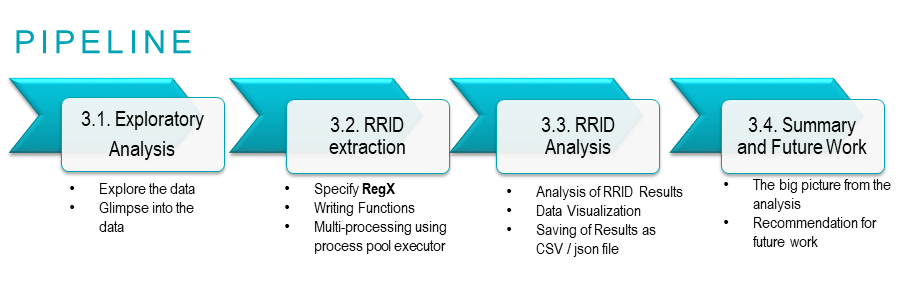 PIPELINE
3.1. Exploratory
Analysis
• Explore the data
• Glimpse into the
data
3.2. RRID
extraction
• Specify RegX
• Writing Functions
• Multi-processing using
process pool executor
3.3. RRID
Analysis
• Analysis of RRID Results
• Data Visualization
• Saving of Results as
CSV / json file
3.4. Summary
and Future Work
• The big picture from the
analysis
• Recommendation for
future work